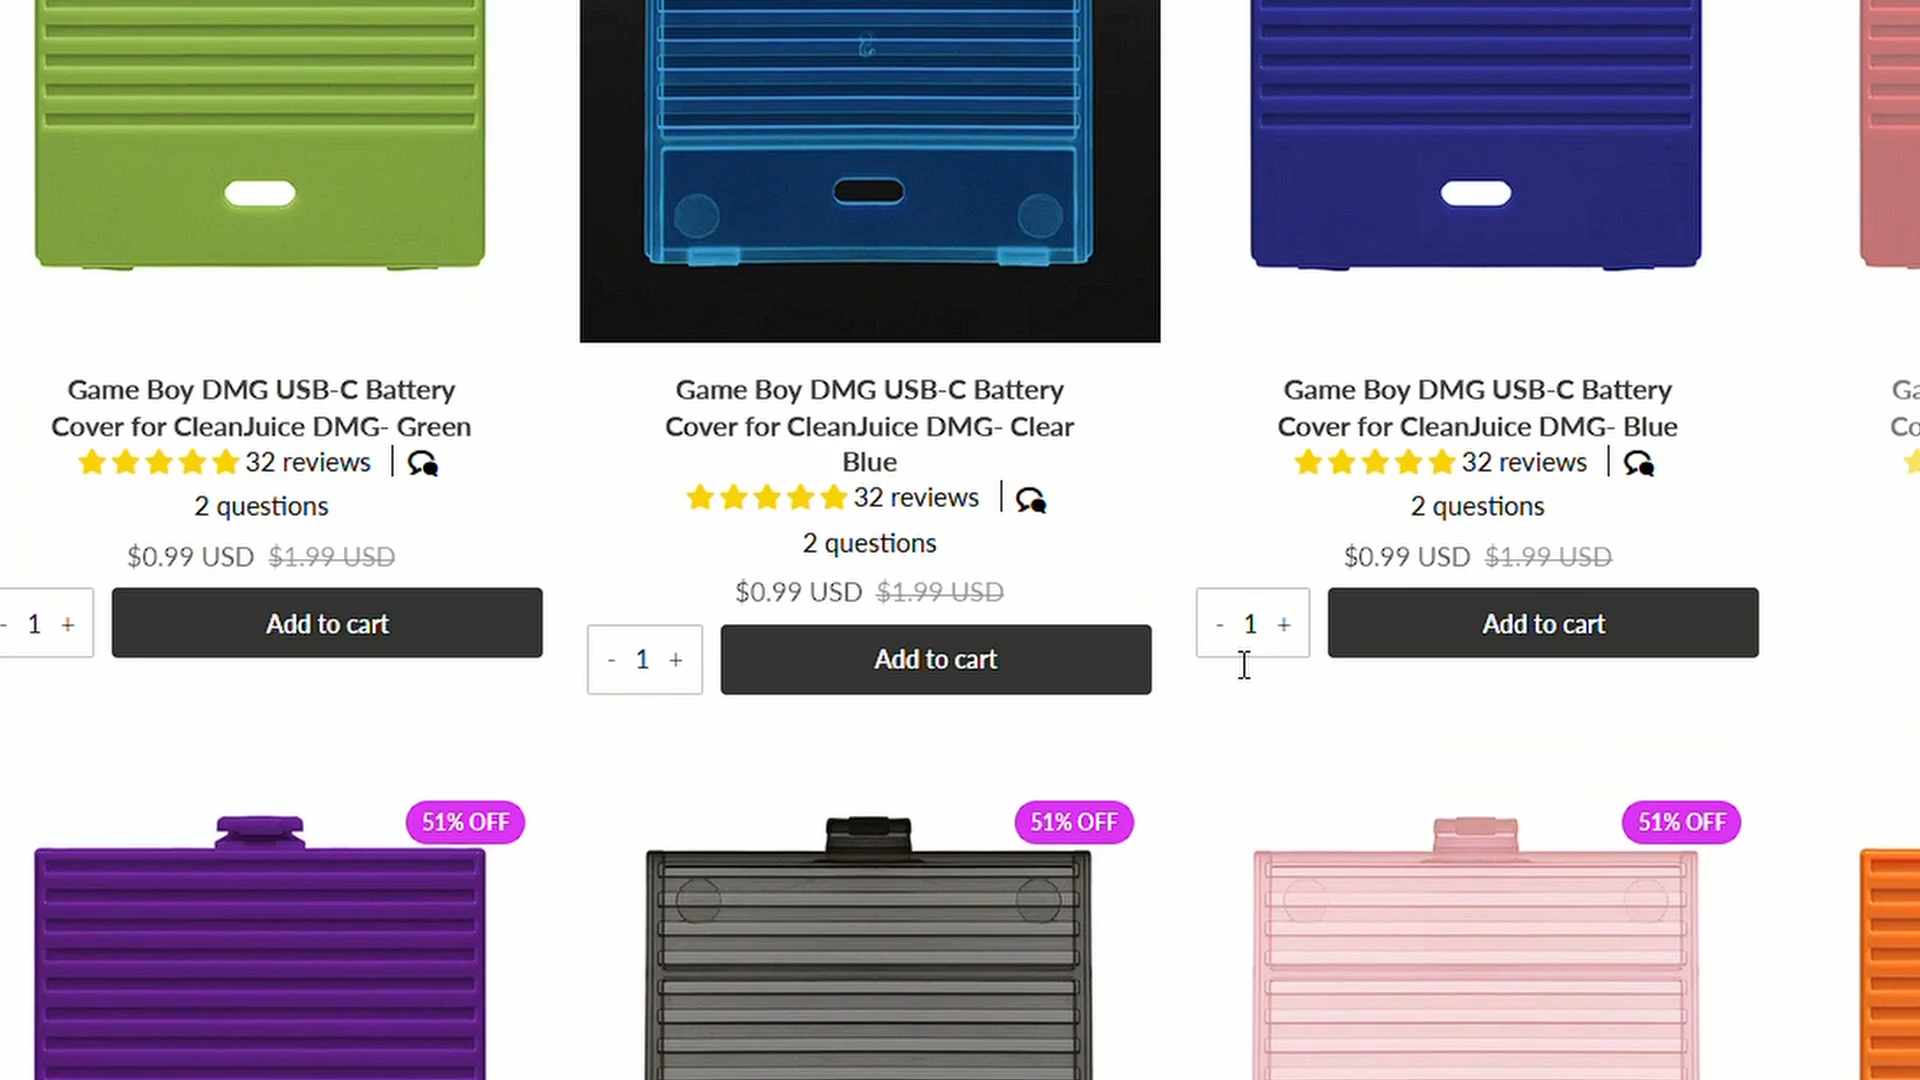 Game Boy DMG USB-C Battery
Cover for CleanJuice DMG- Green
32 reviews
2 questions
$0.99 USD $1.99 USD
- 1 +
Add to cart
Game Boy DMG USB-C Battery
Cover for CleanJuice DMG- Clear
Blue
32 reviews
2 questions
$0.99 USD $1.99 USD
- 1 +
Add to cart
Game Boy DMG USB-C Battery
Cover for CleanJuice DMG- Blue
32 reviews
2 questions
$0.99 USD $1.99 USD
- 1 +
Add to cart
Ga
Co
51% OFF
51% OFF
51% OFF